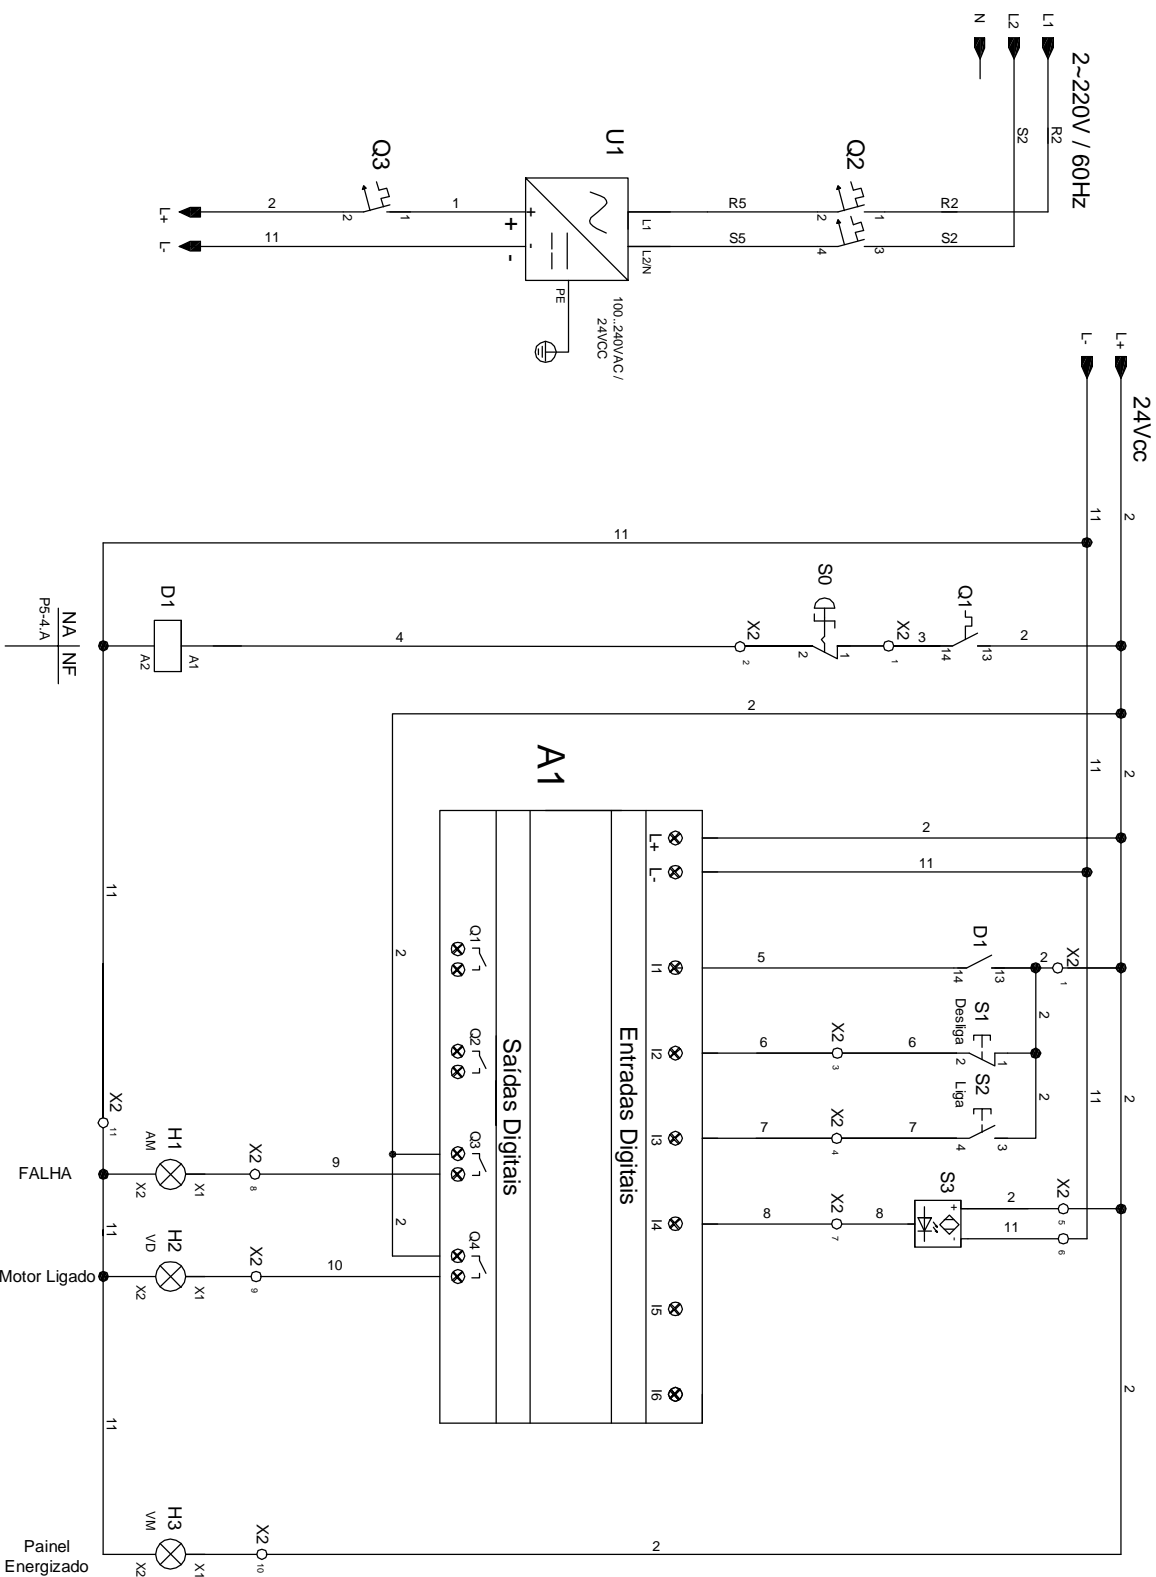 2~220V / 60Hz
L1
L2
N
R2
S2
Q2
1
2
3
4
R2
S2
R5
S5
U1
L1
L2/N
100..240VAC /
24VCC
PE
+
-
+
-
Q3
1
2
1
2
11
L+
L-
24Vcc
L+
L-
2
11
11
Q1
13
14
2
3
X2
1
S0
1
2
X2
2
4
D1
A1
A2
NA NF
P5-4.A
2
2
11
11
A1
L+
L-
2
11
Entradas Digitais
Saídas Digitais
I1
I2
I3
I4
I5
I6
Q1
Q2
Q3
Q4
2
2
X2
1
2
D1
13
14
5
2
S1
Desliga
1
2
6
X2
3
6
2
S2
Liga
3
4
7
X2
4
7
11
2
X2
5
6
2
11
S3
+
-
8
X2
7
8
2
X2
11
9
X2
8
H1
AM
X1
X2
FALHA
11
10
X2
9
H2
VD
X1
X2
Motor Ligado
11
2
X2
10
H3
VM
X1
X2
Painel
Energizado